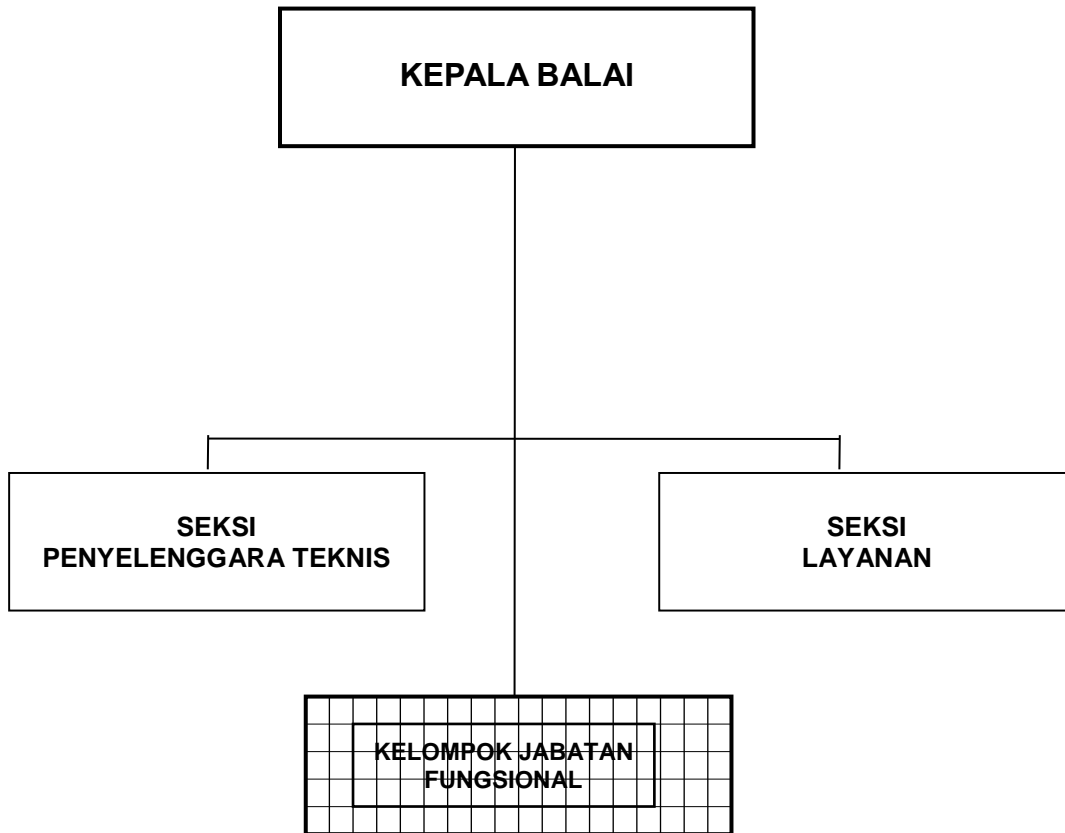 KEPALA BALAI
SEKSI
PENYELENGGARA TEKNIS
SEKSI
LAYANAN
KELOMPOK JABATAN
FUNGSIONAL